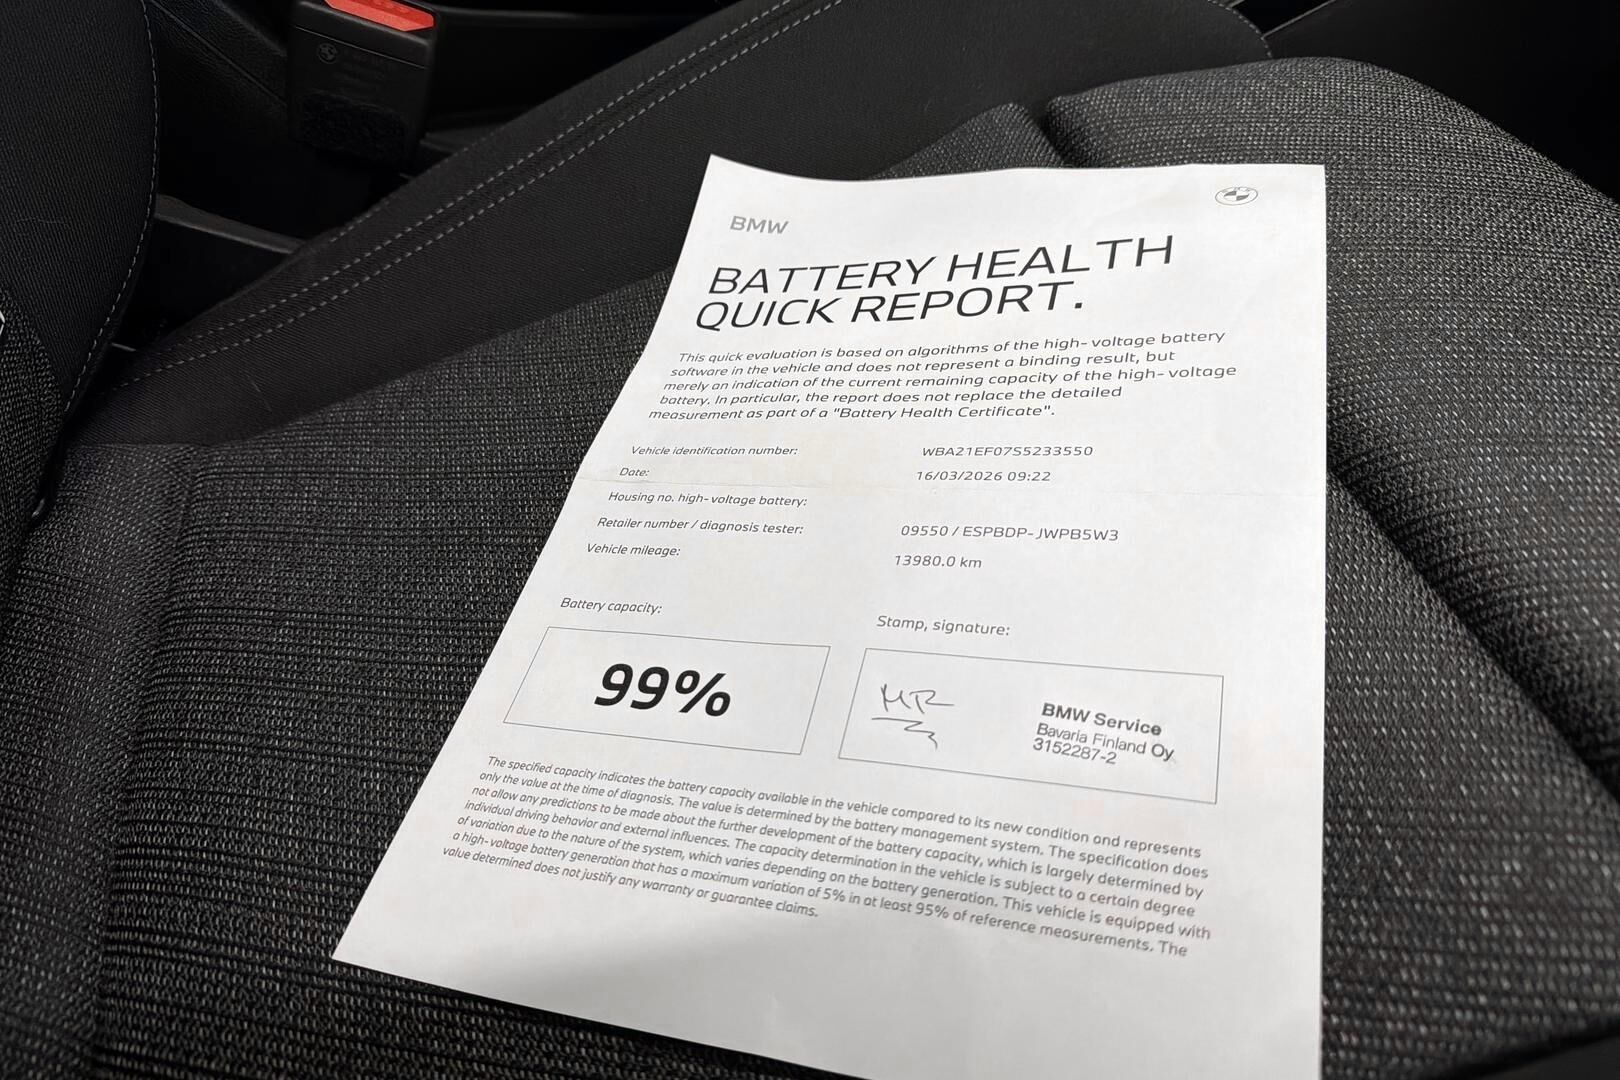 BMW
BATTERY HEALTH
QUICK REPORT.
This quick evaluation is based on algorithms of the high-voltage battery
software in the vehicle and does not represent a binding result, but
merely an indication of the current remaining capacity of the high-voltage
battery. In particular, the report does not replace the detailed
measurement as part of a "Battery Health Certificate".
Vehicle identification number: WBA21EF07S5233550
Date: 16/03/2026 09:22
Housing no. high-voltage battery:
Retailer number / diagnosis tester: 09550 / ESPBDP-JWPB5W3
Vehicle mileage: 13980.0 km
Battery capacity:
Stamp, signature:
99%
MR
BMW Service
Bavaria Finland Oy
3152287-2
The specified capacity indicates the battery capacity available in the vehicle compared to its new condition and represents
only the value at the time of diagnosis. The value is determined by the battery management system. The specification does
not allow any predictions to be made about the further development of the battery capacity, which is largely determined by
individual driving behavior and external influences. The capacity determination in the vehicle is subject to a certain degree
of variation due to the nature of the system, which varies depending on the battery generation. This vehicle is equipped with
a high-voltage battery generation that has a maximum variation of 5% in at least 95% of reference measurements. The
value determined does not justify any warranty or guarantee claims.